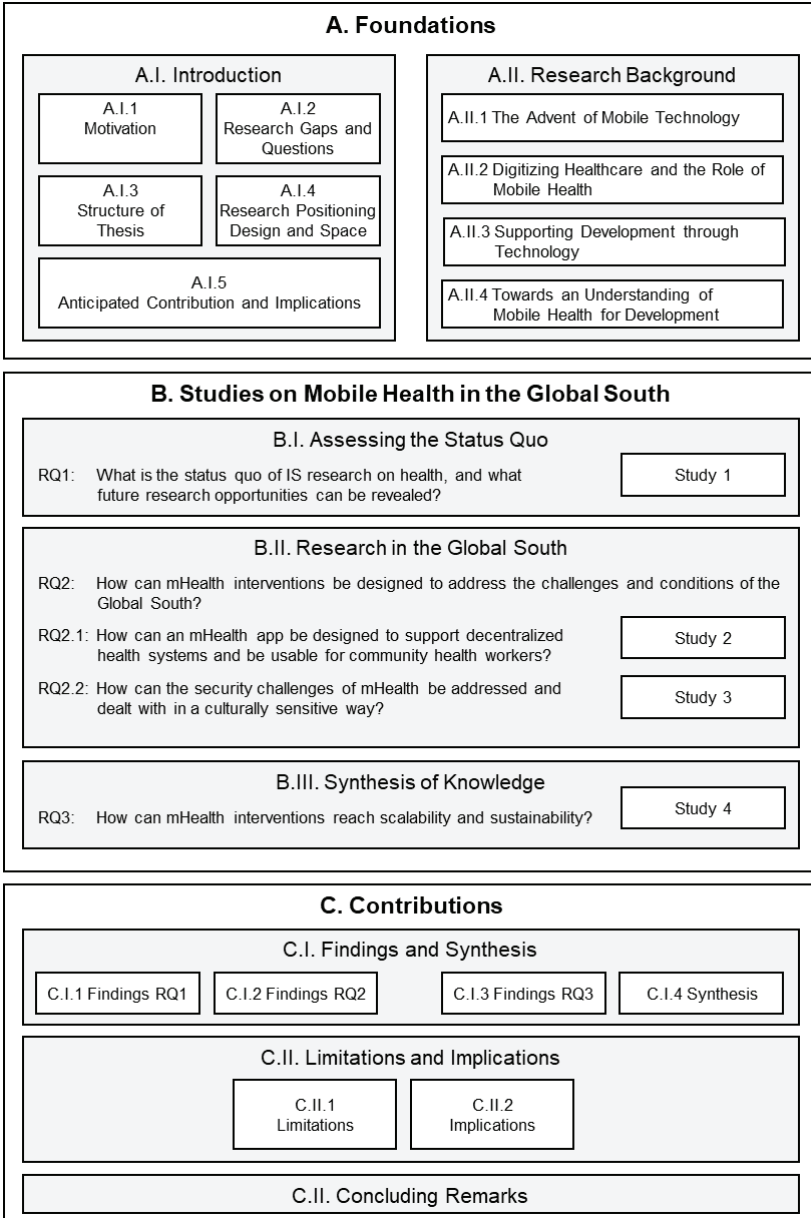 A. Foundations
A.I. Introduction
A.I.1
Motivation
A.I.2
Research Gaps and
Questions
A.I.3
Structure of
Thesis
A.I.4
Research Positioning
Design and Space
A.I.5
Anticipated Contribution and Implications
A.II. Research Background
A.II.1 The Advent of Mobile Technology
A.II.2 Digitizing Healthcare and the Role of
Mobile Health
A.II.3 Supporting Development through
Technology
A.II.4 Towards an Understanding of
Mobile Health for Development
B. Studies on Mobile Health in the Global South
B.I. Assessing the Status Quo
RQ1: What is the status quo of IS research on health, and what
future research opportunities can be revealed?
Study 1
B.II. Research in the Global South
RQ2: How can mHealth interventions be designed to address the challenges and conditions of the
Global South?
RQ2.1: How can an mHealth app be designed to support decentralized
health systems and be usable for community health workers?
Study 2
RQ2.2: How can the security challenges of mHealth be addressed and
dealt with in a culturally sensitive way?
Study 3
B.III. Synthesis of Knowledge
RQ3: How can mHealth interventions reach scalability and sustainability?
Study 4
C. Contributions
C.I. Findings and Synthesis
C.I.1 Findings RQ1
C.I.2 Findings RQ2
C.I.3 Findings RQ3
C.I.4 Synthesis
C.II. Limitations and Implications
C.II.1
Limitations
C.II.2
Implications
C.II. Concluding Remarks